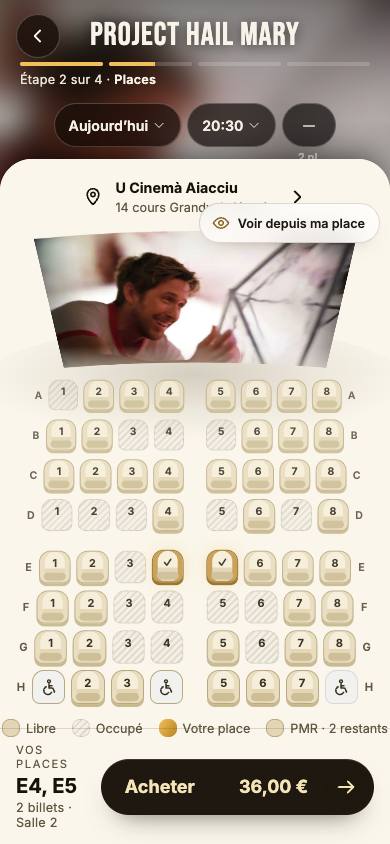 PROJECT HAIL MARY
Étape 2 sur 4 · Places
Aujourd'hui
20:30
–
U Cinemà Aiacciu
14 cours
Voir depuis ma place
A 1 2 3 4 5 6 7 8 A
B 1 2 3 4 5 6 7 8 B
C 1 2 3 4 5 6 7 8 C
D 1 2 3 4 5 6 7 8 D
E 1 2 3 6 7 8 E
F 1 2 3 4 5 6 7 8 F
G 1 2 3 4 5 6 7 8 G
H 2 3 5 6 7 H
Libre Occupé Votre place PMR · 2 restants
VOS
PLACES
E4, E5
2 billets ·
Salle 2
Acheter 36,00 €